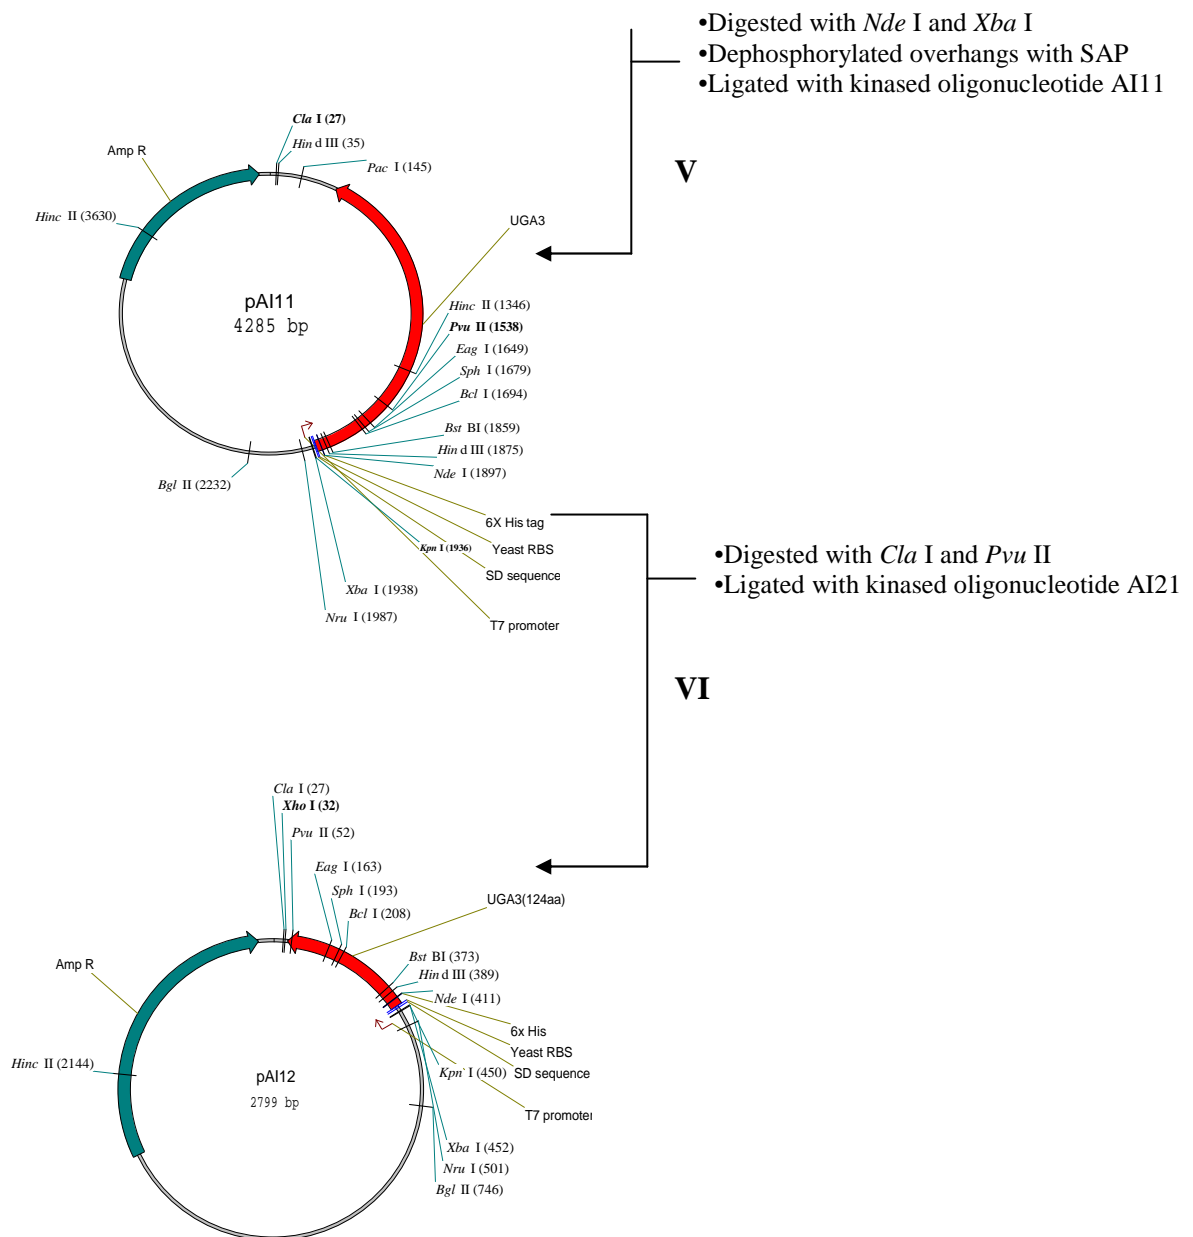 •Digested with Nde I and Xba I
•Dephosphorylated overhangs with SAP
•Ligated with kinased oligonucleotide AI11
V
Cla I (27)
Hin d III (35)
Pac I (145)
Amp R
Hinc II (3630)
UGA3
pAI11
4285 bp
Hinc II (1346)
Pvu II (1538)
Eag I (1649)
Sph I (1679)
Bcl I (1694)
Bst BI (1859)
Hin d III (1875)
Nde I (1897)
Bgl II (2232)
6X His tag
Yeast RBS
Kpn I (1936)
SD sequence
Xba I (1938)
Nru I (1987)
T7 promoter
•Digested with Cla I and Pvu II
•Ligated with kinased oligonucleotide AI21
VI
Cla I (27)
Xho I (32)
Pvu II (52)
Eag I (163)
Sph I (193)
Bcl I (208)
UGA3(124aa)
Amp R
Bst BI (373)
Hin d III (389)
Nde I (411)
6x His
Yeast RBS
SD sequence
Kpn I (450)
Hinc II (2144)
pAI12
2799 bp
T7 promoter
Xba I (452)
Nru I (501)
Bgl II (746)